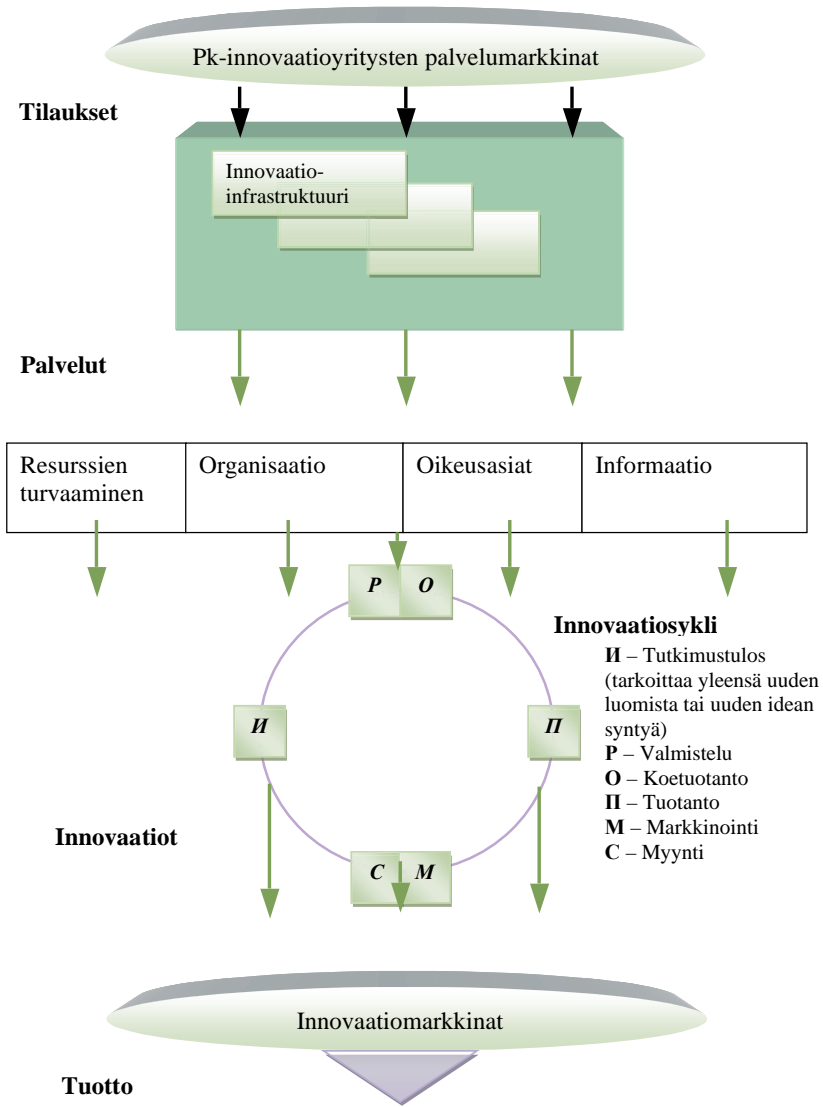 Pk-innovaatioyritysten palvelumarkkinat
Tilaukset
Innovaatio-
infrastruktuuri
Palvelut
Resurssien
turvaaminen
Organisaatio
Oikeusasiat
Informaatio
Р О
Innovaatiosykli
И – Tutkimustulos
(tarkoittaa yleensä uuden
luomista tai uuden idean
syntyä)
Р – Valmistelu
О – Koetuotanto
П – Tuotanto
М – Markkinointi
С – Myynti
И
П
Innovaatiot
С М
Innovaatiomarkkinat
Tuotto